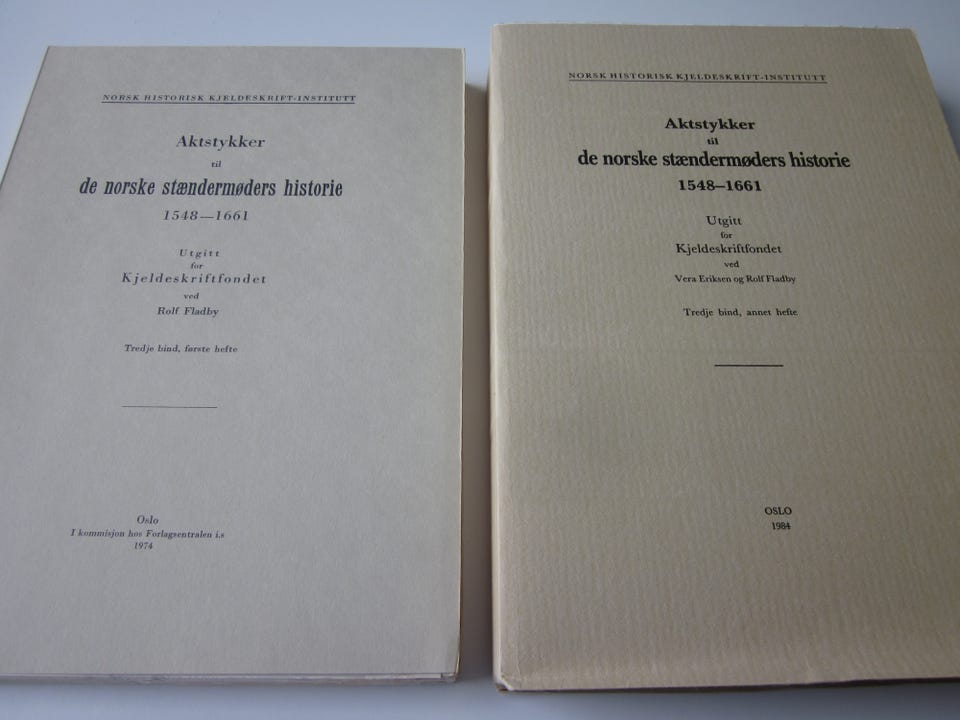 NORSK HISTORISK KJELDESKRIFT-INSTITUTT
Aktstykker
til
de norske stændermøders historie
1548—1661
Utgitt
for
Kjeldeskriftfondet
ved
Rolf Fladby
Tredje bind, første hefte
Oslo
I kommisjon hos Forlagsentralen i.s
1974
NORSK HISTORISK KJELDESKRIFT-INSTITUTT
Aktstykker
til
de norske stændermøders historie
1548–1661
Utgitt
for
Kjeldeskriftfondet
ved
Vera Eriksen og Rolf Fladby
Tredje bind, annet hefte
OSLO
1984